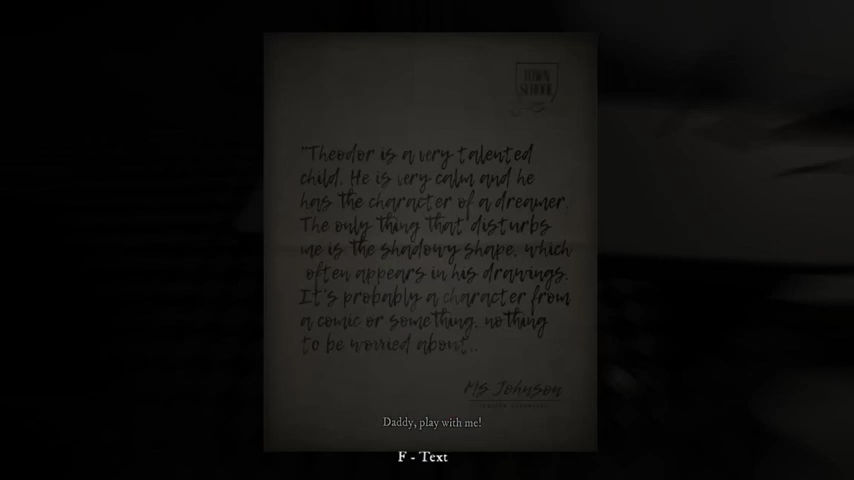 TOWN
SCHOOL
"Theodor is a very talented
child. He is very calm and he
has the character of a dreamer.
The only thing that disturbs
me is the shadowy shape, which
often appears in his drawings.
It's probably a character from
a comic or something, nothing
to be worried about..
Ms Johnson
Daddy, play with me!
F - Text